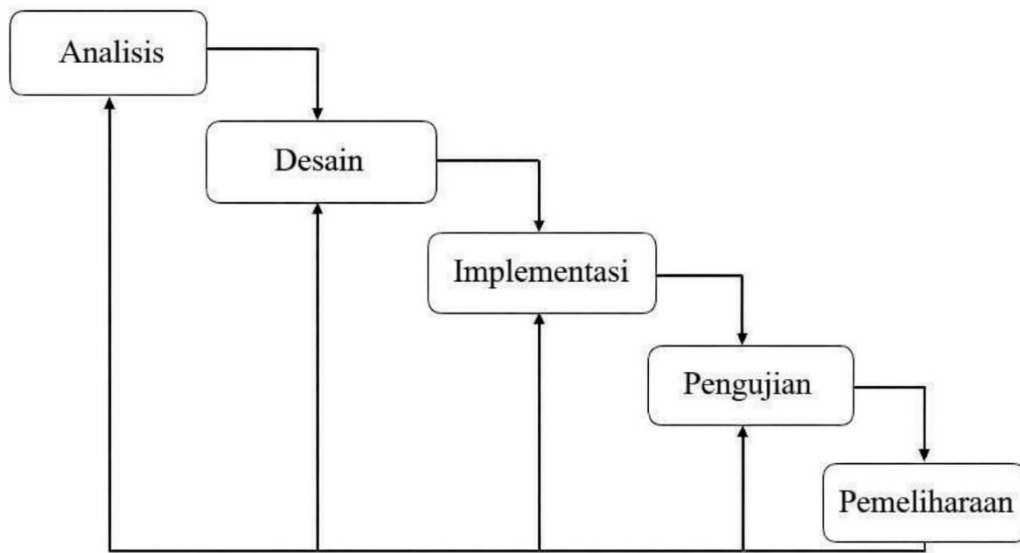 Analisis
Desain
Implementasi
Pengujian
Pemeliharaan